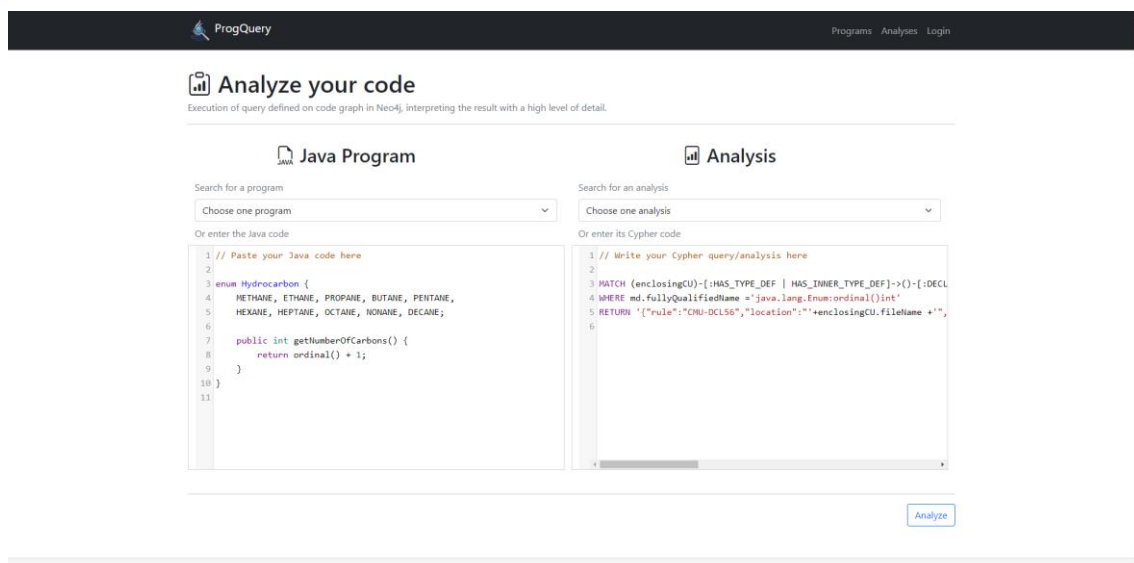 ProgQuery
Programs Analyses Login
Analyze your code
Execution of query defined on code graph in Neo4j, interpreting the result with a high level of detail.
JAVA Java Program
Search for a program
Choose one program
Or enter the Java code
1 // Paste your Java code here
2
3 enum Hydrocarbon {
4     METHANE, ETHANE, PROPANE, BUTANE, PENTANE,
5     HEXANE, HEPTANE, OCTANE, NONANE, DECANE;
6
7     public int getNumberOfCarbons() {
8         return ordinal() + 1;
9     }
10 }
11
Analysis
Search for an analysis
Choose one analysis
Or enter its Cypher code
1 // Write your Cypher query/analysis here
2
3 MATCH (enclosingCU)-[:HAS_TYPE_DEF | HAS_INNER_TYPE_DEF]->()-[:DECL
4 WHERE md.fullyQualifiedName ='java.lang.Enum:ordinal()int'
5 RETURN '{"rule":"CMU-DCL56","location":"'+enclosingCU.fileName +'",
6
Analyze